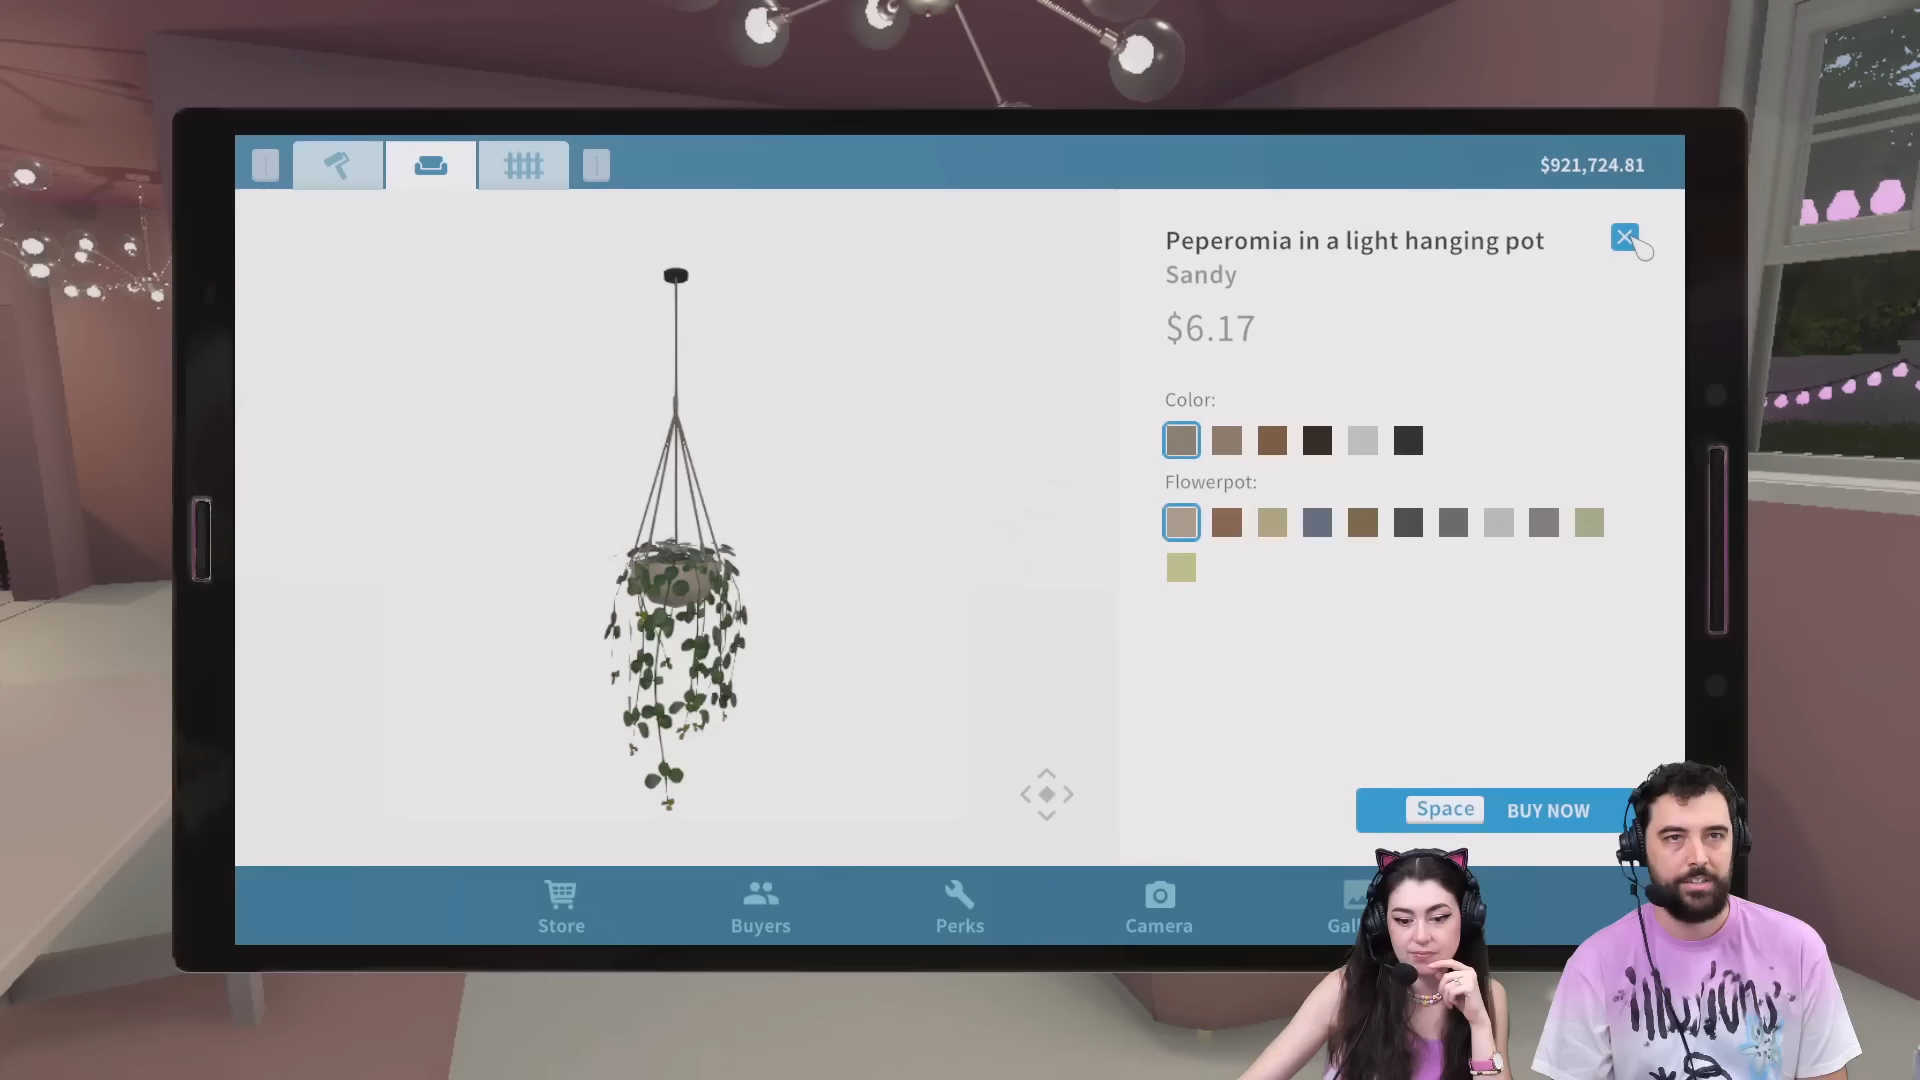 $921,724.81
Peperomia in a light hanging pot
Sandy
$6.17
Color:
Flowerpot:
Space BUY NOW
Store Buyers Perks Camera
illusions